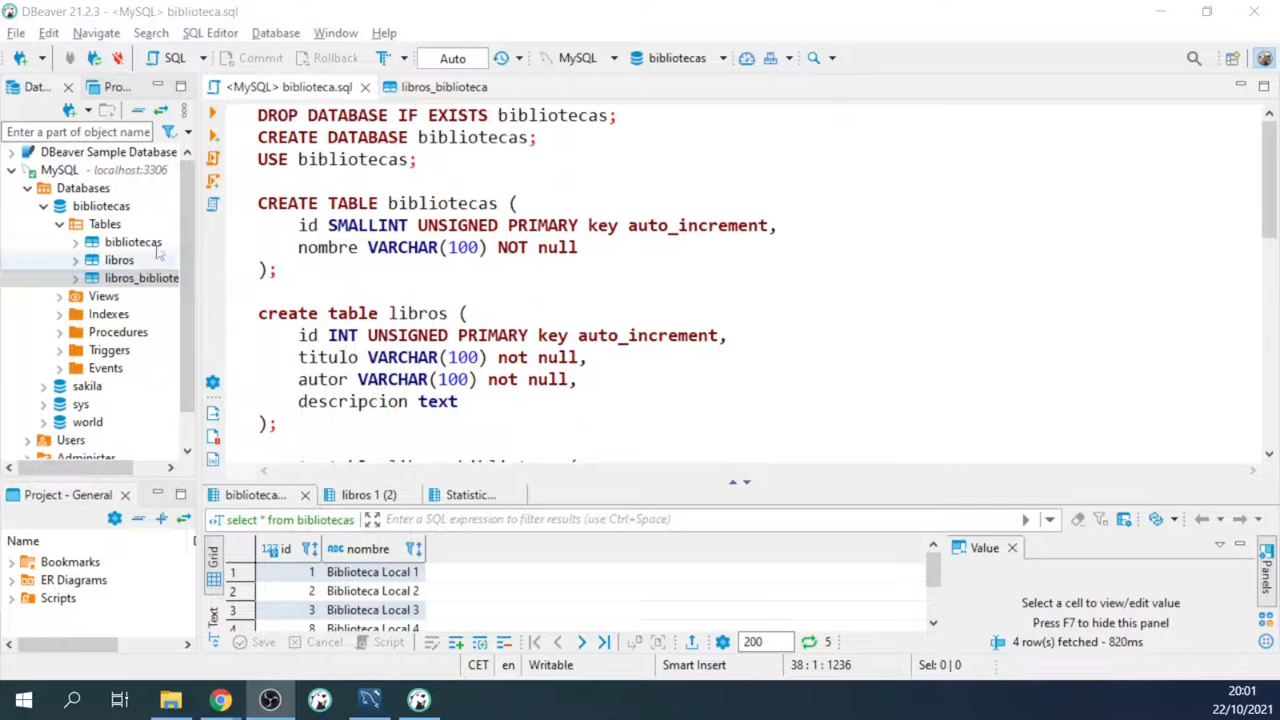 DBeaver 21.2.3 - <MySQL> biblioteca.sql
File Edit Navigate Search SQL Editor Database Window Help
SQL Commit Rollback Auto MySQL bibliotecas
Dat... Pro... <MySQL> biblioteca.sql libros_biblioteca
Enter a part of object name
DBeaver Sample Database
MySQL - localhost:3306
Databases
bibliotecas
Tables
bibliotecas
libros
libros_bibliote
Views
Indexes
Procedures
Triggers
Events
sakila
sys
world
Users
Administer
DROP DATABASE IF EXISTS bibliotecas;
CREATE DATABASE bibliotecas;
USE bibliotecas;
CREATE TABLE bibliotecas (
id SMALLINT UNSIGNED PRIMARY key auto_increment,
nombre VARCHAR(100) NOT null
);
create table libros (
id INT UNSIGNED PRIMARY key auto_increment,
titulo VARCHAR(100) not null,
autor VARCHAR(100) not null,
descripcion text
);
Project - General
Name
Bookmarks
ER Diagrams
Scripts
biblioteca... libros 1 (2) Statistic...
select * from bibliotecas Enter a SQL expression to filter results (use Ctrl+Space)
Grid
Text
123 id ABC nombre
1 1 Biblioteca Local 1
2 2 Biblioteca Local 2
3 3 Biblioteca Local 3
8 Biblioteca Local 4
Value
Select a cell to view/edit value
Press F7 to hide this panel
Panels
Save Cancel Script 200 5 4 row(s) fetched - 820ms
CET en Writable Smart Insert 38 : 1 : 1236 Sel: 0 | 0
20:01
22/10/2021